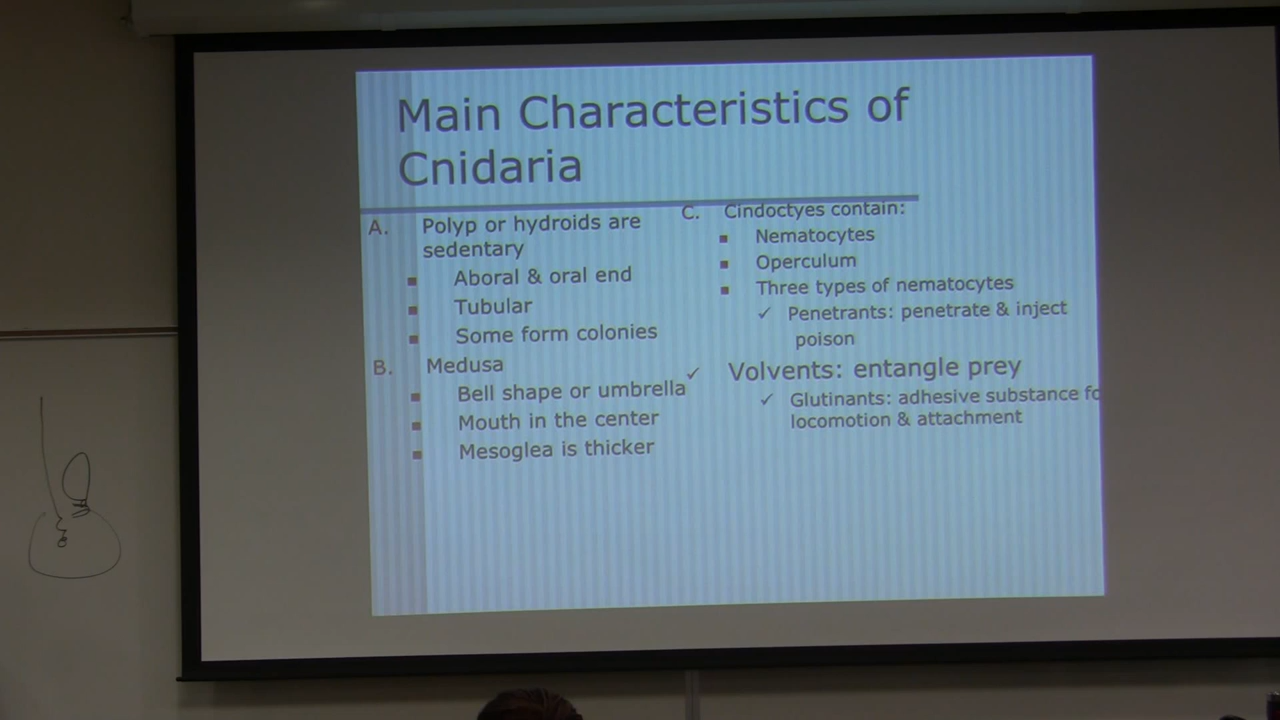 Main Characteristics of
Cnidaria
A. Polyp or hydroids are
sedentary
▪ Aboral & oral end
▪ Tubular
▪ Some form colonies
B. Medusa
▪ Bell shape or umbrella
▪ Mouth in the center
▪ Mesoglea is thicker
C. Cindoctyes contain:
▪ Nematocytes
▪ Operculum
▪ Three types of nematocytes
✓ Penetrants: penetrate & inject
poison
✓ Volvents: entangle prey
✓ Glutinants: adhesive substance fo
locomotion & attachment